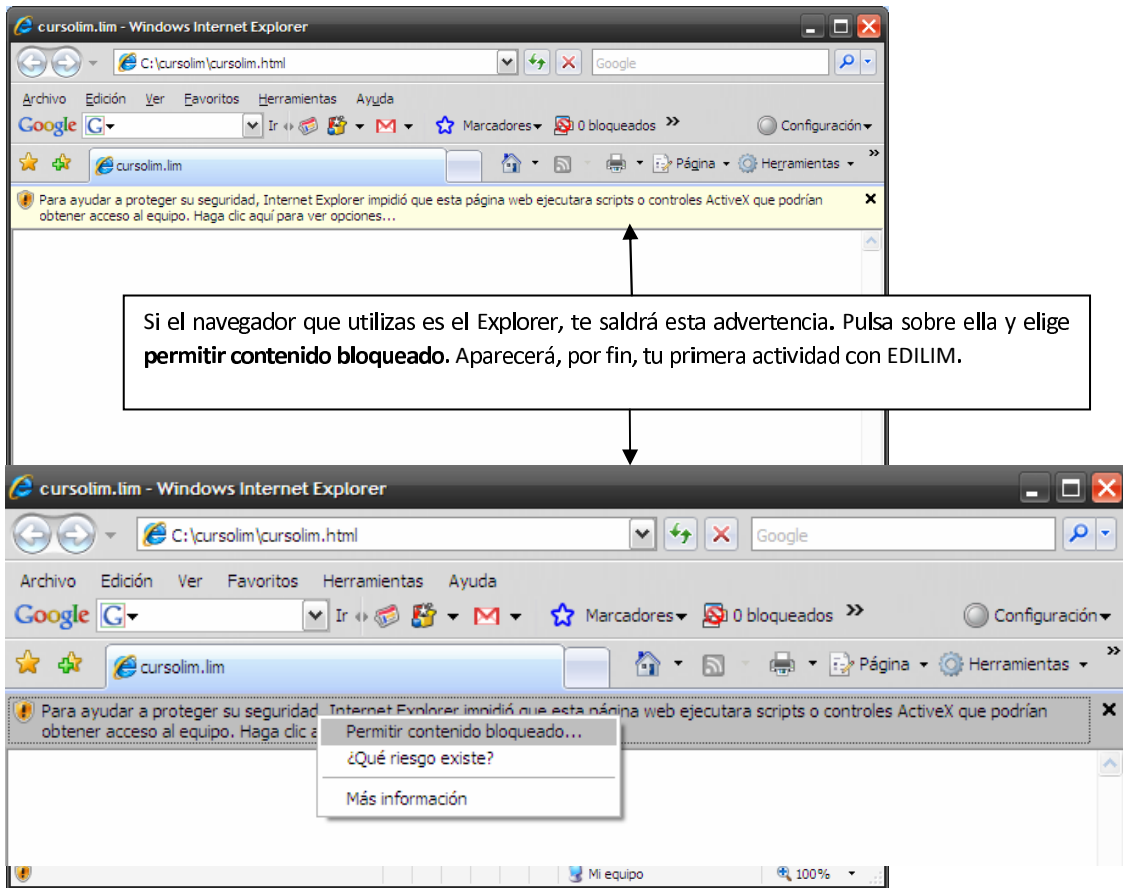 cursolim.lim - Windows Internet Explorer
C:\cursolim\cursolim.html Google
Archivo Edición Ver Favoritos Herramientas Ayuda
Google G Ir Marcadores 0 bloqueados » Configuración
cursolim.lim Página Herramientas »
Para ayudar a proteger su seguridad, Internet Explorer impidió que esta página web ejecutara scripts o controles ActiveX que podrían
obtener acceso al equipo. Haga clic aquí para ver opciones...
Si el navegador que utilizas es el Explorer, te saldrá esta advertencia. Pulsa sobre ella y elige
permitir contenido bloqueado. Aparecerá, por fin, tu primera actividad con EDILIM.
cursolim.lim - Windows Internet Explorer
C:\cursolim\cursolim.html Google
Archivo Edición Ver Favoritos Herramientas Ayuda
Google G Ir Marcadores 0 bloqueados » Configuración
cursolim.lim Página Herramientas »
Para ayudar a proteger su seguridad, Internet Explorer impidió que esta página web ejecutara scripts o controles ActiveX que podrían
obtener acceso al equipo. Haga clic a
Permitir contenido bloqueado...
¿Qué riesgo existe?
Más información
Mi equipo 100%